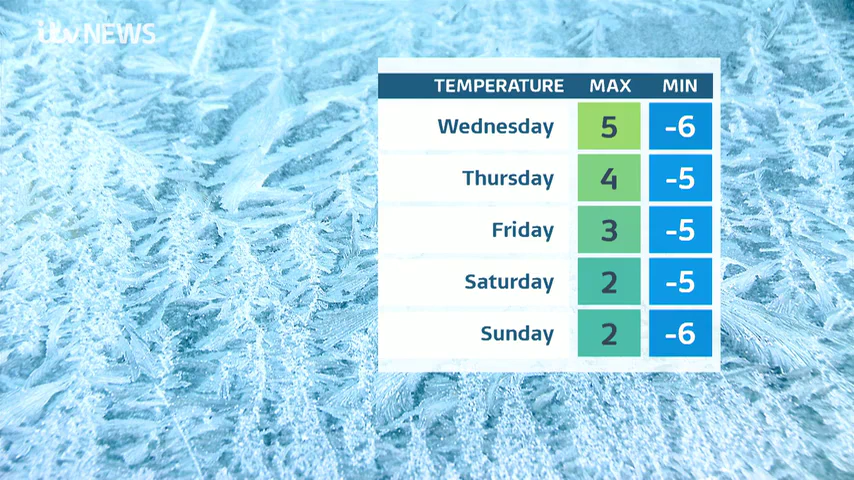 itv NEWS
TEMPERATURE MAX MIN
Wednesday 5 -6
Thursday 4 -5
Friday 3 -5
Saturday 2 -5
Sunday 2 -6